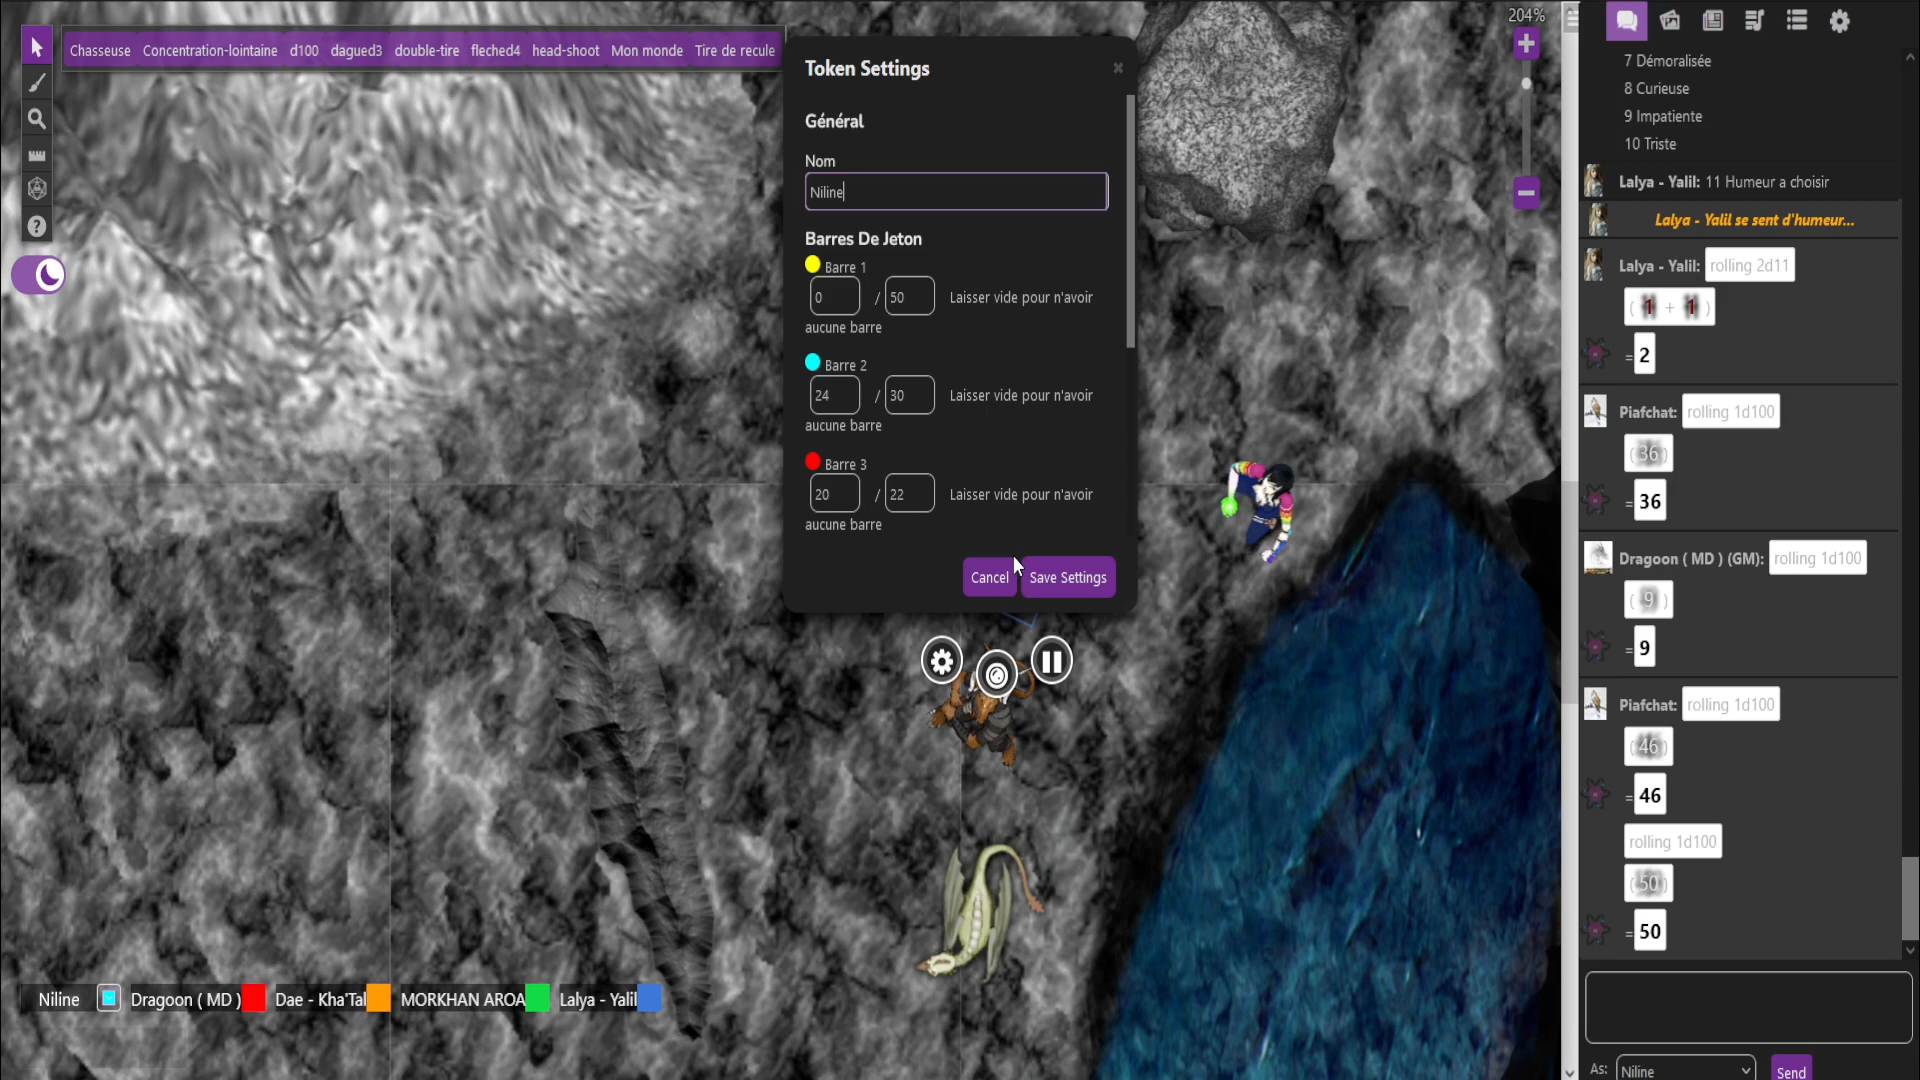 Chasseuse Concentration-lointaine d100 dagued3 double-tire fleched4 head-shoot Mon monde Tire de recule
204%
Token Settings
Général
Nom
Niline
Barres De Jeton
Barre 1
0 / 50 Laisser vide pour n'avoir
aucune barre
Barre 2
24 / 30 Laisser vide pour n'avoir
aucune barre
Barre 3
20 / 22 Laisser vide pour n'avoir
aucune barre
Cancel Save Settings
Niline Dragoon ( MD ) Dae - Kha'Tal MORKHAN AROA Lalya - Yalil
7 Démoralisée
8 Curieuse
9 Impatiente
10 Triste
Lalya - Yalil: 11 Humeur a choisir
Lalya - Yalil se sent d'humeur...
Lalya - Yalil: rolling 2d11
( 1 + 1 )
= 2
Piafchat: rolling 1d100
( 36 )
= 36
Dragoon ( MD ) (GM): rolling 1d100
( 9 )
= 9
Piafchat: rolling 1d100
( 46 )
= 46
rolling 1d100
( 50 )
= 50
As: Niline Send